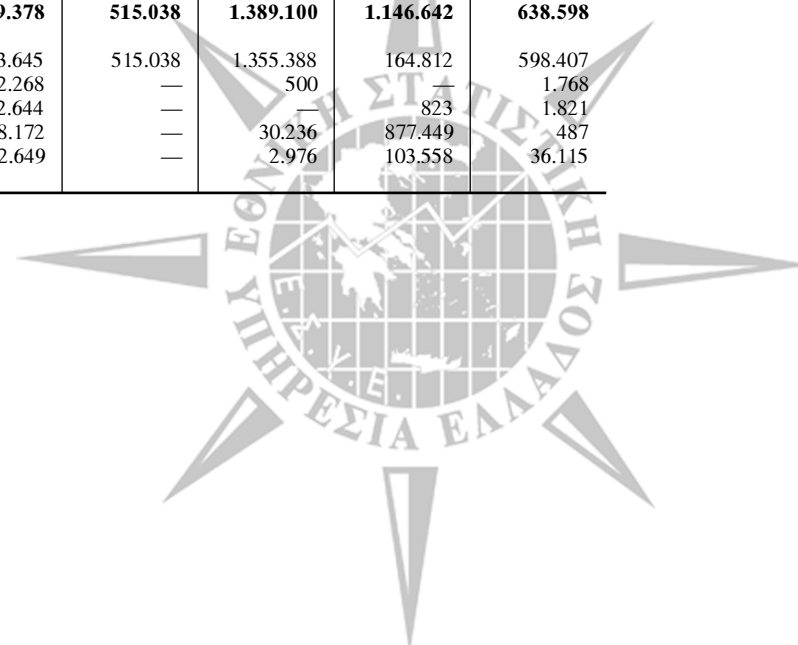 9.378 515.038 1.389.100 1.146.642 638.598
3.645 515.038 1.355.388 164.812 598.407
2.268 — 500 — 1.768
2.644 — — 823 1.821
8.172 — 30.236 877.449 487
2.649 — 2.976 103.558 36.115
ΕΘΝΙΚΗ ΣΤΑΤΙΣΤΙΚΗ
ΥΠΗΡΕΣΙΑ ΕΛΛΑΔΟΣ
Ε.Σ.Υ.Ε.